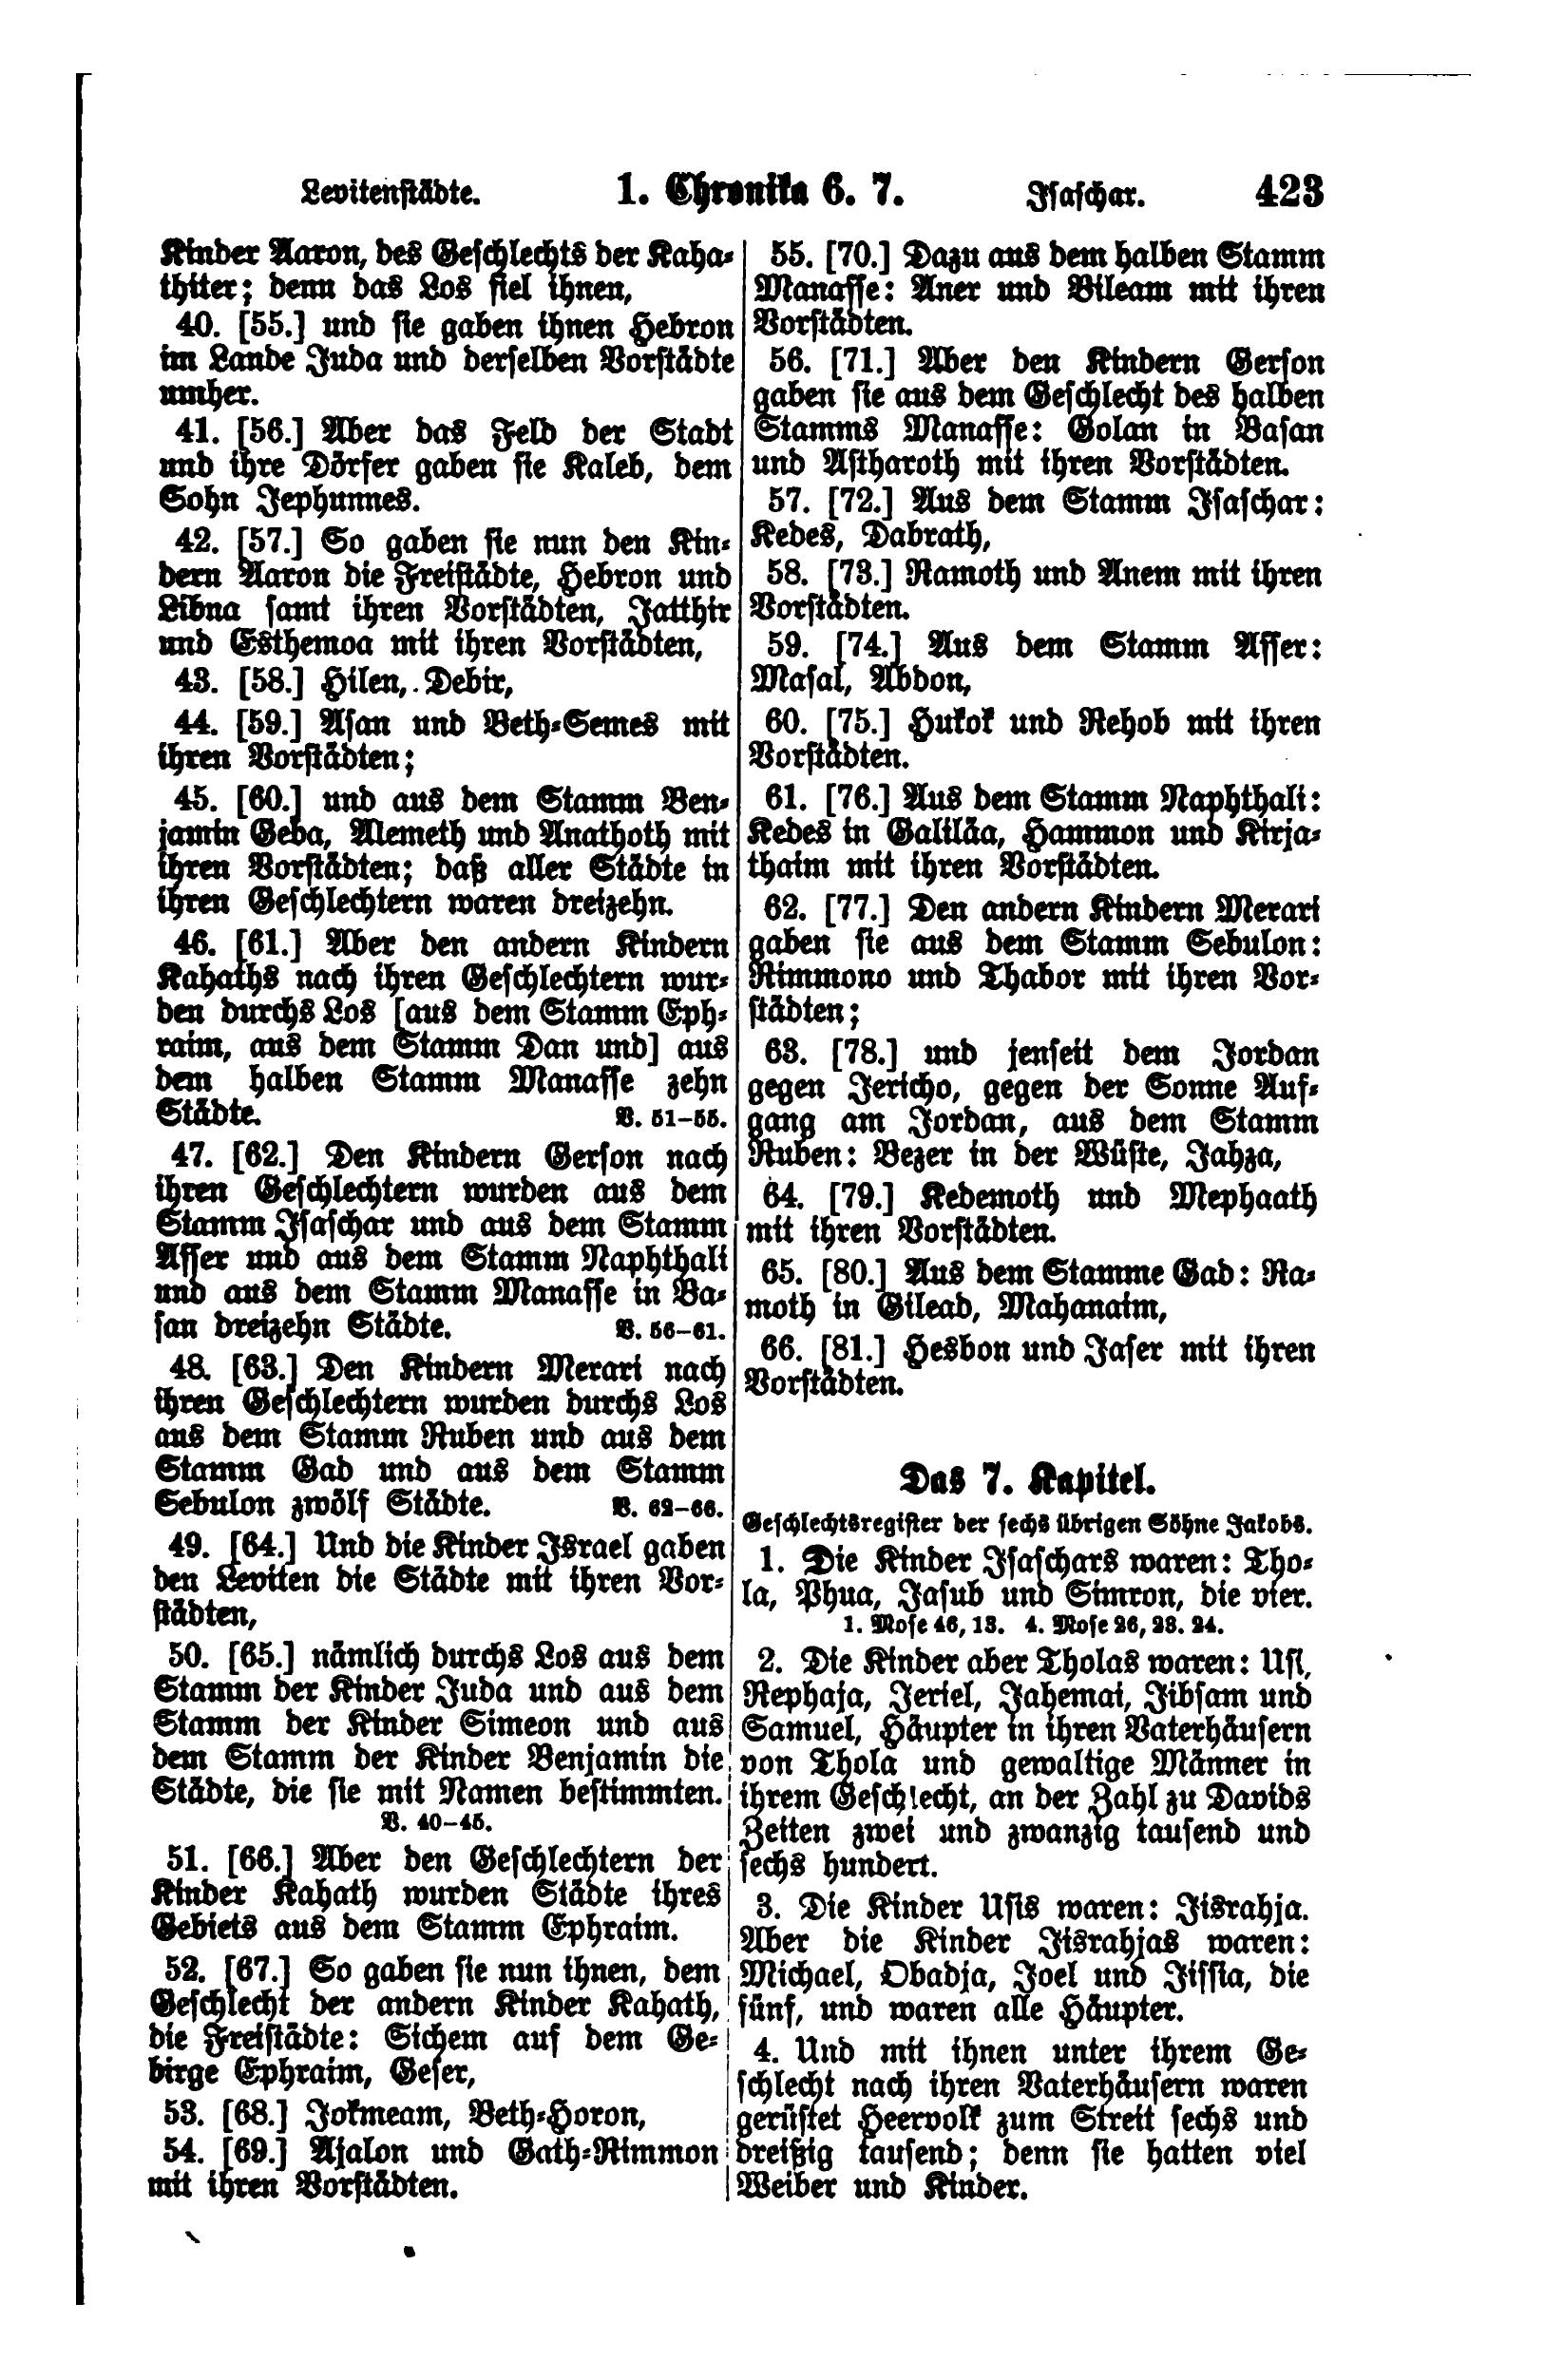 Levitenstädte. 1. Chronika 6. 7. Isaschar. 423
Kinder Aaron, des Geschlechts der Kaha-
thiter; denn das Los fiel ihnen,
40. [55.] und sie gaben ihnen Hebron
im Lande Juda und derselben Vorstädte
umher.
41. [56.] Aber das Feld der Stadt
und ihre Dörfer gaben sie Kaleb, dem
Sohn Jephunnes.
42. [57.] So gaben sie nun den Kin-
dern Aaron die Freistädte, Hebron und
Libna samt ihren Vorstädten, Jatthir
und Esthemoa mit ihren Vorstädten,
43. [58.] Hilen, Debir,
44. [59.] Asan und Beth-Semes mit
ihren Vorstädten;
45. [60.] und aus dem Stamm Ben-
jamin Geba, Alemeth und Anathoth mit
ihren Vorstädten; daß aller Städte in
ihren Geschlechtern waren dreizehn.
46. [61.] Aber den andern Kindern
Kahaths nach ihren Geschlechtern wur-
den durchs Los [aus dem Stamm Eph-
raim, aus dem Stamm Dan und] aus
dem halben Stamm Manasse zehn
Städte. V. 51–55.
47. [62.] Den Kindern Gerson nach
ihren Geschlechtern wurden aus dem
Stamm Isaschar und aus dem Stamm
Asser und aus dem Stamm Naphthali
und aus dem Stamm Manasse in Ba-
san dreizehn Städte. V. 56–61.
48. [63.] Den Kindern Merari nach
ihren Geschlechtern wurden durchs Los
aus dem Stamm Ruben und aus dem
Stamm Gad und aus dem Stamm
Sebulon zwölf Städte. V. 62–66.
49. [64.] Und die Kinder Israel gaben
den Leviten die Städte mit ihren Vor-
städten,
50. [65.] nämlich durchs Los aus dem
Stamm der Kinder Juda und aus dem
Stamm der Kinder Simeon und aus
dem Stamm der Kinder Benjamin die
Städte, die sie mit Namen bestimmten.
V. 40–45.
51. [66.] Aber den Geschlechtern der
Kinder Kahath wurden Städte ihres
Gebiets aus dem Stamm Ephraim.
52. [67.] So gaben sie nun ihnen, dem
Geschlecht der andern Kinder Kahath,
die Freistädte: Sichem auf dem Ge-
birge Ephraim, Geser,
53. [68.] Jokmeam, Beth-Horon,
54. [69.] Ajalon und Gath-Rimmon
mit ihren Vorstädten.
55. [70.] Dazu aus dem halben Stamm
Manasse: Aner und Bileam mit ihren
Vorstädten.
56. [71.] Aber den Kindern Gerson
gaben sie aus dem Geschlecht des halben
Stamms Manasse: Golan in Basan
und Astharoth mit ihren Vorstädten.
57. [72.] Aus dem Stamm Isaschar:
Kedes, Dabrath,
58. [73.] Ramoth und Anem mit ihren
Vorstädten.
59. [74.] Aus dem Stamm Asser:
Masal, Abdon,
60. [75.] Hukok und Rehob mit ihren
Vorstädten.
61. [76.] Aus dem Stamm Naphthali:
Kedes in Galiläa, Hammon und Kirja-
thaim mit ihren Vorstädten.
62. [77.] Den andern Kindern Merari
gaben sie aus dem Stamm Sebulon:
Rimmono und Thabor mit ihren Vor-
städten;
63. [78.] und jenseit dem Jordan
gegen Jericho, gegen der Sonne Auf-
gang am Jordan, aus dem Stamm
Ruben: Bezer in der Wüste, Jahza,
64. [79.] Kedemoth und Mephaath
mit ihren Vorstädten.
65. [80.] Aus dem Stamme Gad: Ra-
moth in Gilead, Mahanaim,
66. [81.] Hesbon und Jaser mit ihren
Vorstädten.
Das 7. Kapitel.
Geschlechtsregister der sechs übrigen Söhne Jakobs.
1. Die Kinder Isaschars waren: Tho-
la, Phua, Jasub und Simron, die vier.
1. Mose 46, 13. 4. Mose 26, 23. 24.
2. Die Kinder aber Tholas waren: Usi,
Rephaja, Jeriel, Jahemai, Jibsam und
Samuel, Häupter in ihren Vaterhäusern
von Thola und gewaltige Männer in
ihrem Geschlecht, an der Zahl zu Davids
Zeiten zwei und zwanzig tausend und
sechs hundert.
3. Die Kinder Usis waren: Jisrahja.
Aber die Kinder Jisrahjas waren:
Michael, Obadja, Joel und Jissia, die
fünf, und waren alle Häupter.
4. Und mit ihnen unter ihrem Ge-
schlecht nach ihren Vaterhäusern waren
gerüstet Heervolk zum Streit sechs und
dreißig tausend; denn sie hatten viel
Weiber und Kinder.